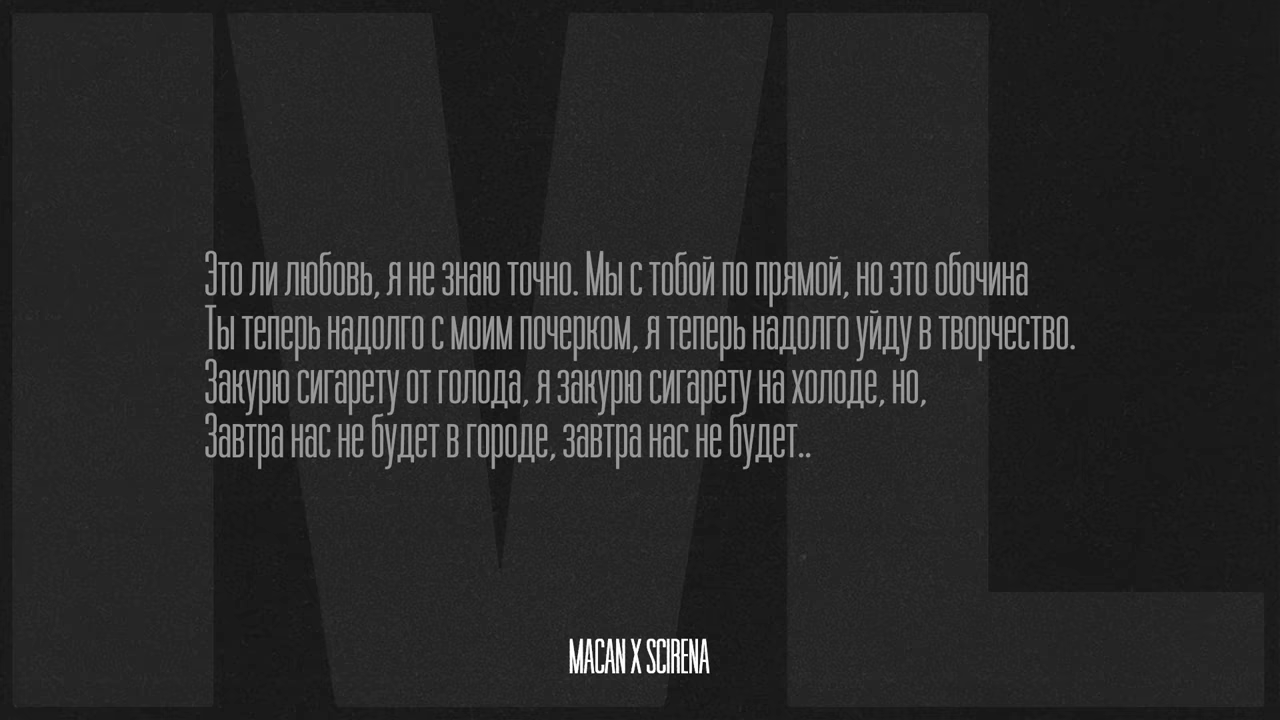 IVL
Это ли любовь, я не знаю точно. Мы с тобой по прямой, но это обочина
Ты теперь надолго с моим почерком, я теперь надолго уйду в творчество.
Закурю сигарету от голода, я закурю сигарету на холоде, но,
Завтра нас не будет в городе, завтра нас не будет..
MACAN X SCIRENA